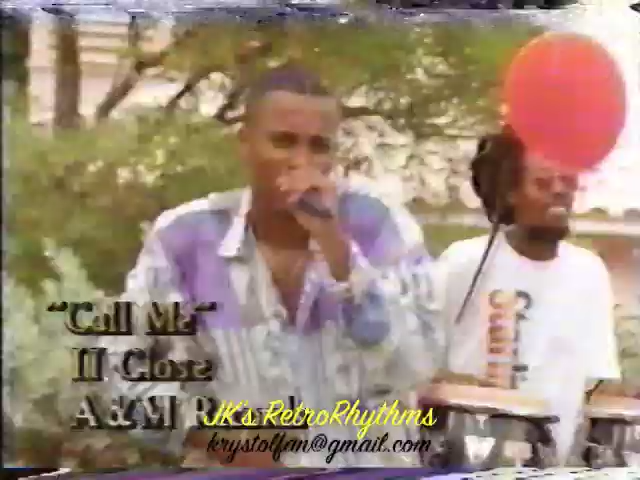 "Call Me"
II Close
A&M
JK's RetroRhythms
krystolfan@gmail.com